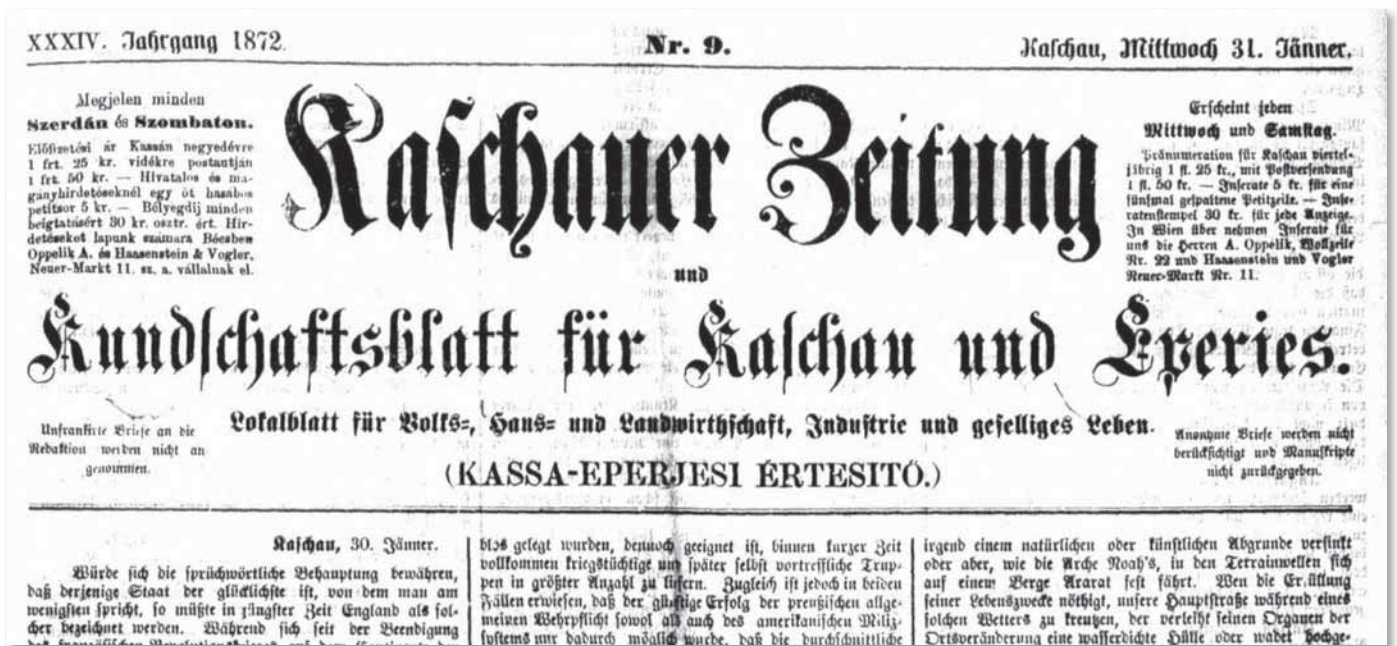 XXXIV. Jahrgang 1872.
Nr. 9.
Kaschau, Mittwoch 31. Jänner.
Megjelen minden
Szerdán és Szombaton.
Előfizetési ár Kassán negyedévre
1 frt. 25 kr. vidékre postantján
1 frt. 50 kr. — Hivatalos és ma-
gányhirdetéseknél egy öt hasabos
petitsor 5 kr. — Bélyegdij minden
beigtatásért 30 kr. osztr. ért. Hir-
detéseket lapunk számara Bécsben
Oppelik A. és Haasenstein & Vogler,
Neuer-Markt 11. sz. a. vállalnak el.
Kaschauer Zeitung
Erscheint jeden
Mittwoch und Samstag.
Pränumeration für Kaschau viertel-
jährig 1 fl. 25 kr., mit Postversendung
1 fl. 50 kr. — Inserate 5 kr. für eine
fünfmal gespaltene Petitzeile. — Inse-
ratenstempel 30 kr. für jede Anzeige.
In Wien über nehmen Inserate für
uns die Herren A. Oppelik, Wollzeile
Nr. 22 und Haasenstein und Vogler
Neuer-Markt Nr. 11.
und
Kundschaftsblatt für Kaschau und Eperies.
Unfrankirte Briefe an die
Redaktion werden nicht an
genommen.
Lokalblatt für Volks-, Haus- und Landwirthschaft, Industrie und geselliges Leben.
Anonyme Briefe werden nicht
berücksichtigt und Manuskripte
nicht zurückgegeben.
(KASSA-EPERJESI ÉRTESITŐ.)
Kaschau, 30. Jänner.
Würde sich die sprüchwörtliche Behauptung bewähren,
daß derjenige Staat der glücklichste ist, von dem man am
wenigsten spricht, so müßte in jüngster Zeit England als sol-
cher bezeichnet werden. Während sich seit der Beendigung
des französischen Revolutionskrieges auf dem
blos gelegt wurden, dennoch geeignet ist, binnen kurzer Zeit
vollkommen kriegstüchtige und später selbst vortreffliche Trup-
pen in größter Anzahl zu liefern. Zugleich ist jedoch in beiden
Fällen erwiesen, daß der günstige Erfolg der preußischen allge-
meinen Wehrpflicht sowol als auch des amerikanischen Miliz-
systems nur dadurch möglich wurde, daß die durchschnittliche
irgend einem natürlichen oder künstlichen Abgrunde versinkt
oder aber, wie die Arche Noah's, in den Terrainwellen sich
auf einem Berge Ararat fest fährt. Wen die Erfüllung
seiner Lebenszwecke nöthigt, unsere Hauptstraße während eines
solchen Wetters zu kreuzen, der verleiht seinen Organen der
Ortsveränderung eine wasserdichte Hülle oder wadet hochge-